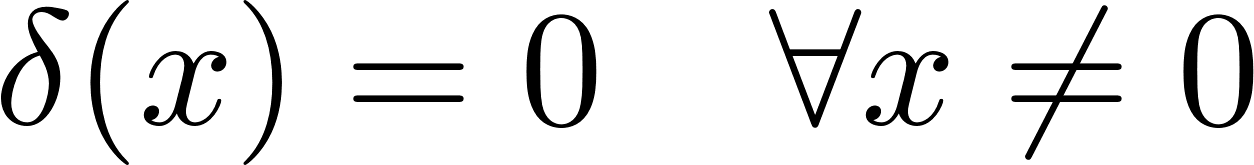 δ(x) = 0 ∀x ≠ 0